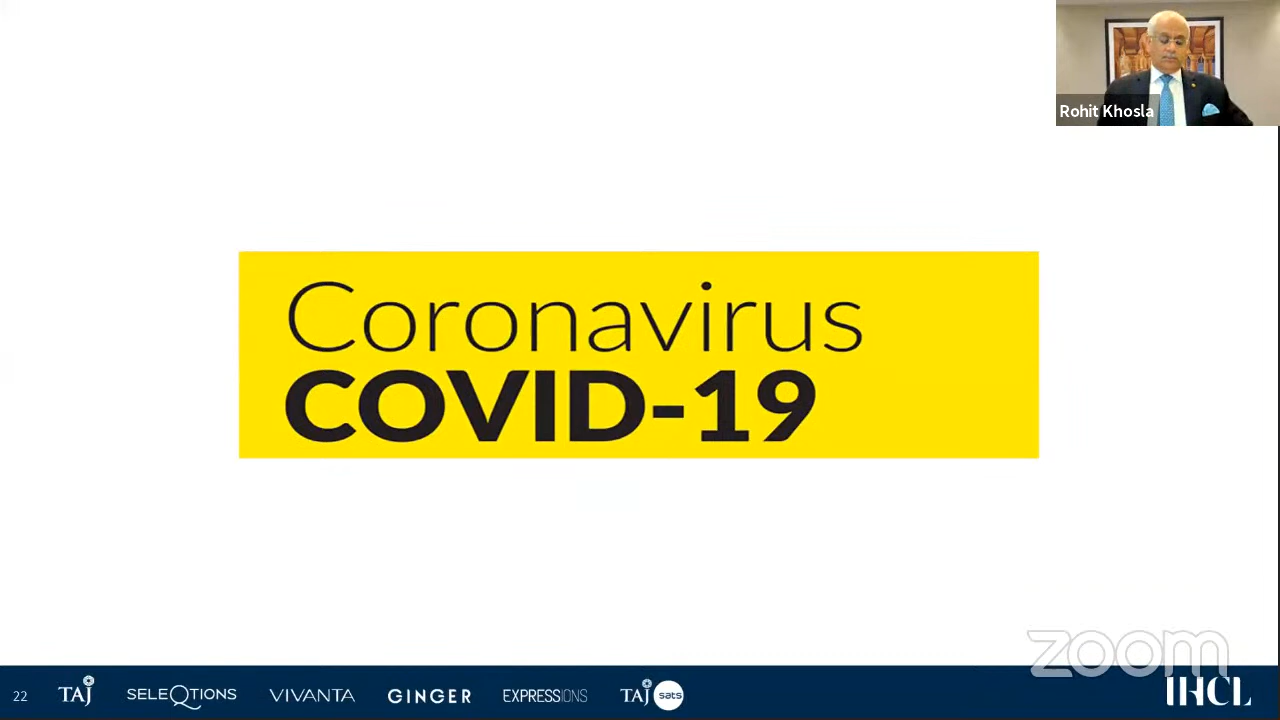 Rohit Khosla
Coronavirus
COVID-19
zoom
22 TAJ SELEQTIONS VIVANTA GINGER EXPRESSIONS TAJ sats IHCL